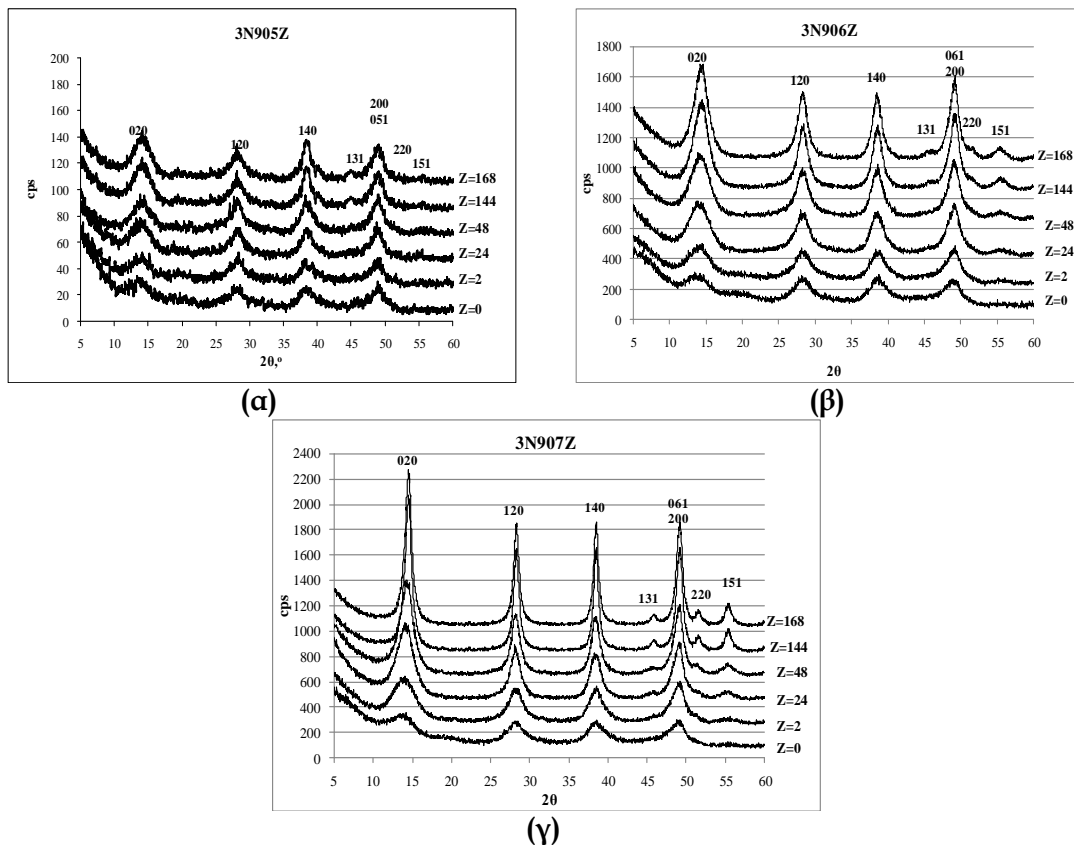 3N905Z
200
180
160
140
120
100
80
60
40
20
0
cps
020
120
140
131
200
051
220
151
Z=168
Z=144
Z=48
Z=24
Z=2
Z=0
5 10 15 20 25 30 35 40 45 50 55 60
2θ,º
(α)
3N906Z
1800
1600
1400
1200
1000
800
600
400
200
0
cps
020
120
140
131
061
200
220
151
Z=168
Z=144
Z=48
Z=24
Z=2
Z=0
5 10 15 20 25 30 35 40 45 50 55 60
2θ
(β)
3N907Z
2400
2200
2000
1800
1600
1400
1200
1000
800
600
400
200
0
cps
020
120
140
131
061
200
220
151
Z=168
Z=144
Z=48
Z=24
Z=2
Z=0
5 10 15 20 25 30 35 40 45 50 55 60
2θ
(γ)